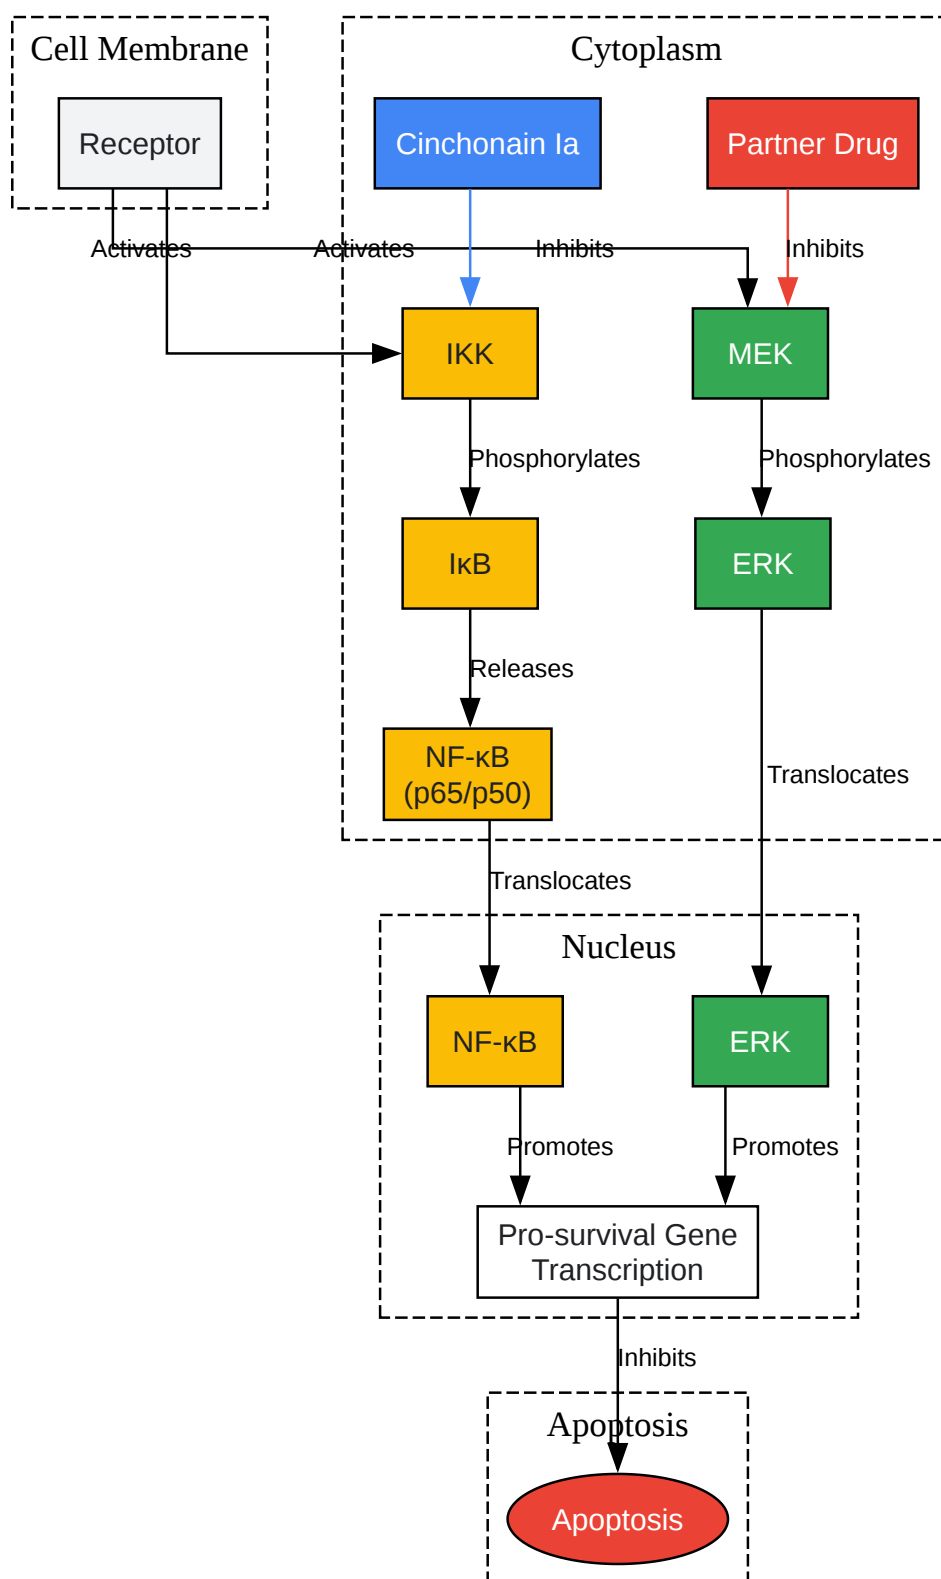 Cell Membrane
Cytoplasm
Receptor
Cinchonain Ia
Partner Drug
Activates
Activates
Inhibits
Inhibits
IKK
MEK
Phosphorylates
Phosphorylates
IκB
ERK
Releases
NF-κB
(p65/p50)
Translocates
Translocates
Nucleus
NF-κB
ERK
Promotes
Promotes
Pro-survival Gene
Transcription
Inhibits
Apoptosis
Apoptosis